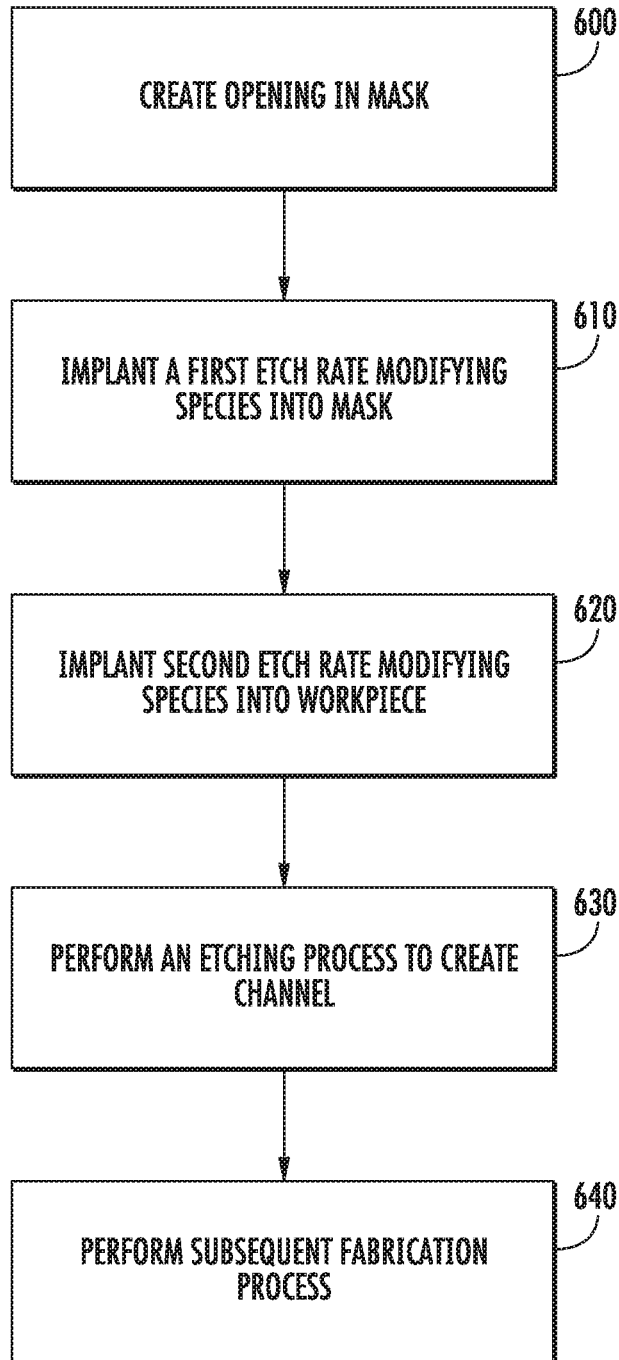 600
CREATE OPENING IN MASK
610
IMPLANT A FIRST ETCH RATE MODIFYING
SPECIES INTO MASK
620
IMPLANT SECOND ETCH RATE MODIFYING
SPECIES INTO WORKPIECE
630
PERFORM AN ETCHING PROCESS TO CREATE
CHANNEL
640
PERFORM SUBSEQUENT FABRICATION
PROCESS